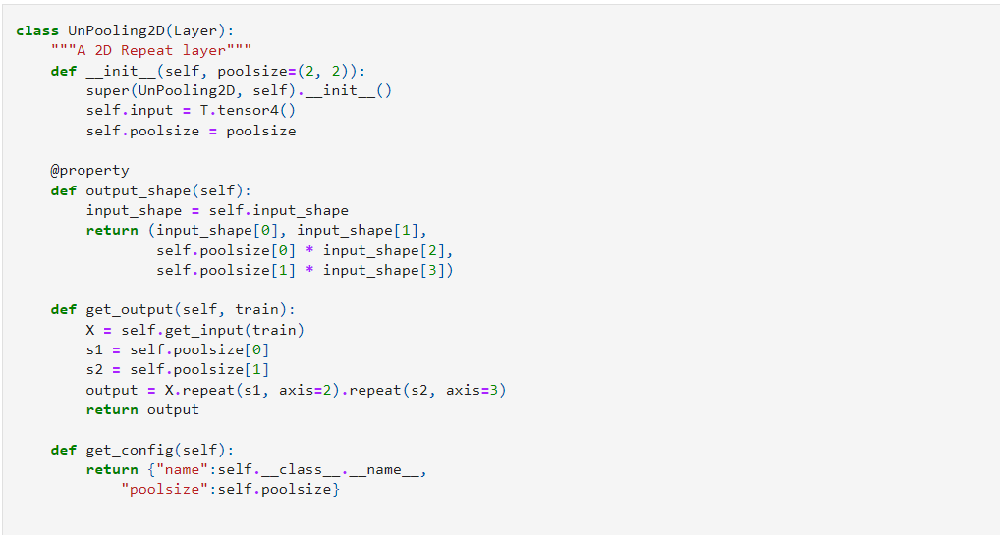 class UnPooling2D(Layer):
    """A 2D Repeat layer"""
    def __init__(self, poolsize=(2, 2)):
        super(UnPooling2D, self).__init__()
        self.input = T.tensor4()
        self.poolsize = poolsize

    @property
    def output_shape(self):
        input_shape = self.input_shape
        return (input_shape[0], input_shape[1],
                self.poolsize[0] * input_shape[2],
                self.poolsize[1] * input_shape[3])

    def get_output(self, train):
        X = self.get_input(train)
        s1 = self.poolsize[0]
        s2 = self.poolsize[1]
        output = X.repeat(s1, axis=2).repeat(s2, axis=3)
        return output

    def get_config(self):
        return {"name":self.__class__.__name__,
            "poolsize":self.poolsize}